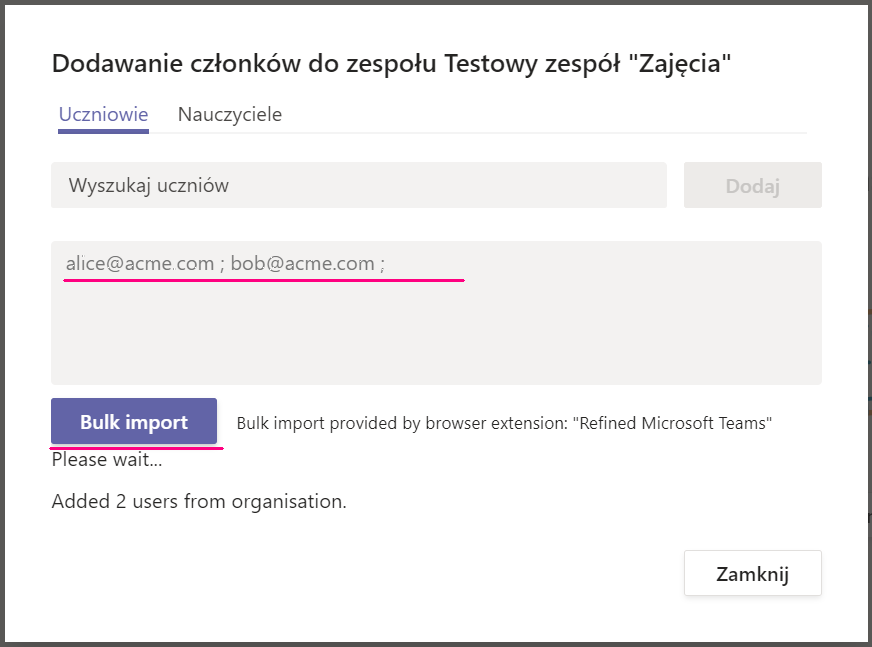 Dodawanie członków do zespołu Testowy zespół "Zajęcia"
Uczniowie Nauczyciele
Wyszukaj uczniów Dodaj
alice@acme.com ; bob@acme.com ;
Bulk import Bulk import provided by browser extension: "Refined Microsoft Teams"
Please wait...
Added 2 users from organisation.
Zamknij